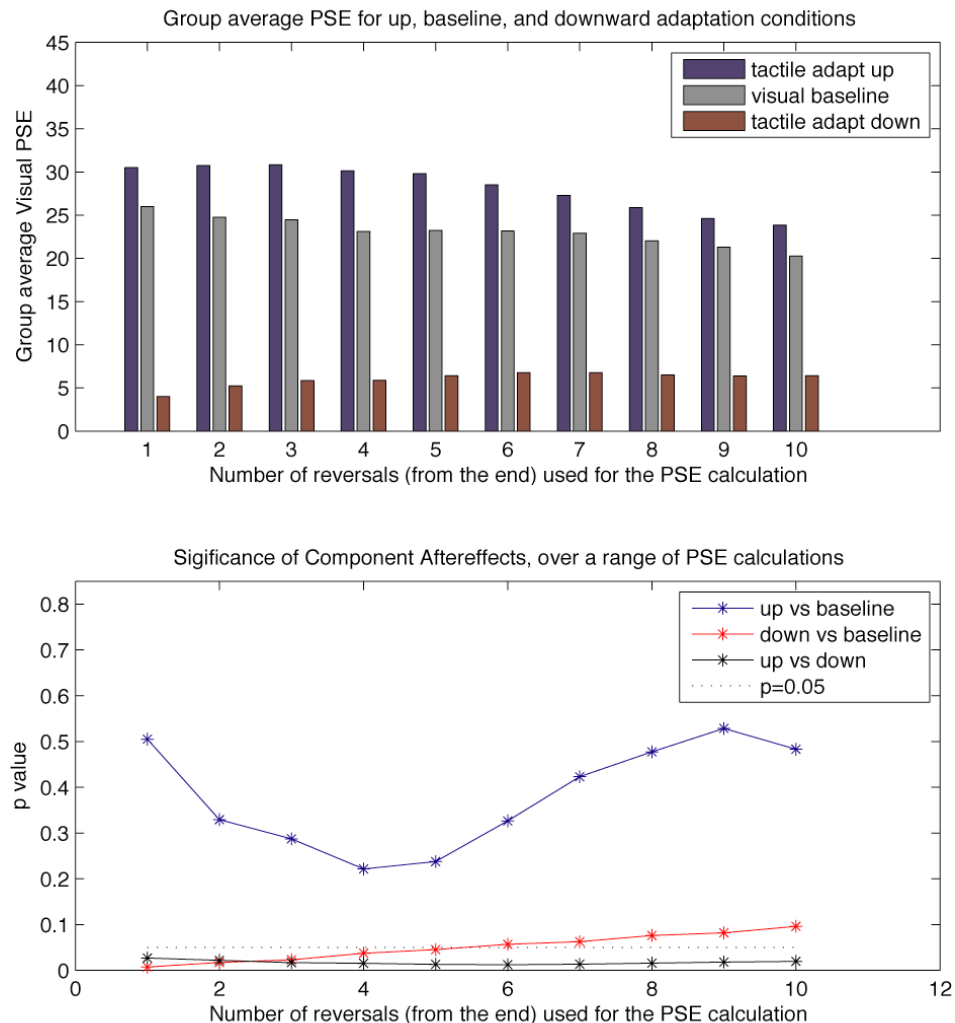 Group average PSE for up, baseline, and downward adaptation conditions
45
40
35
30
25
20
15
10
5
0
Group average Visual PSE
tactile adapt up
visual baseline
tactile adapt down
1 2 3 4 5 6 7 8 9 10
Number of reversals (from the end) used for the PSE calculation
Sigificance of Component Aftereffects, over a range of PSE calculations
0.8
0.7
0.6
0.5
0.4
0.3
0.2
0.1
0
p value
up vs baseline
down vs baseline
up vs down
p=0.05
0 2 4 6 8 10 12
Number of reversals (from the end) used for the PSE calculation